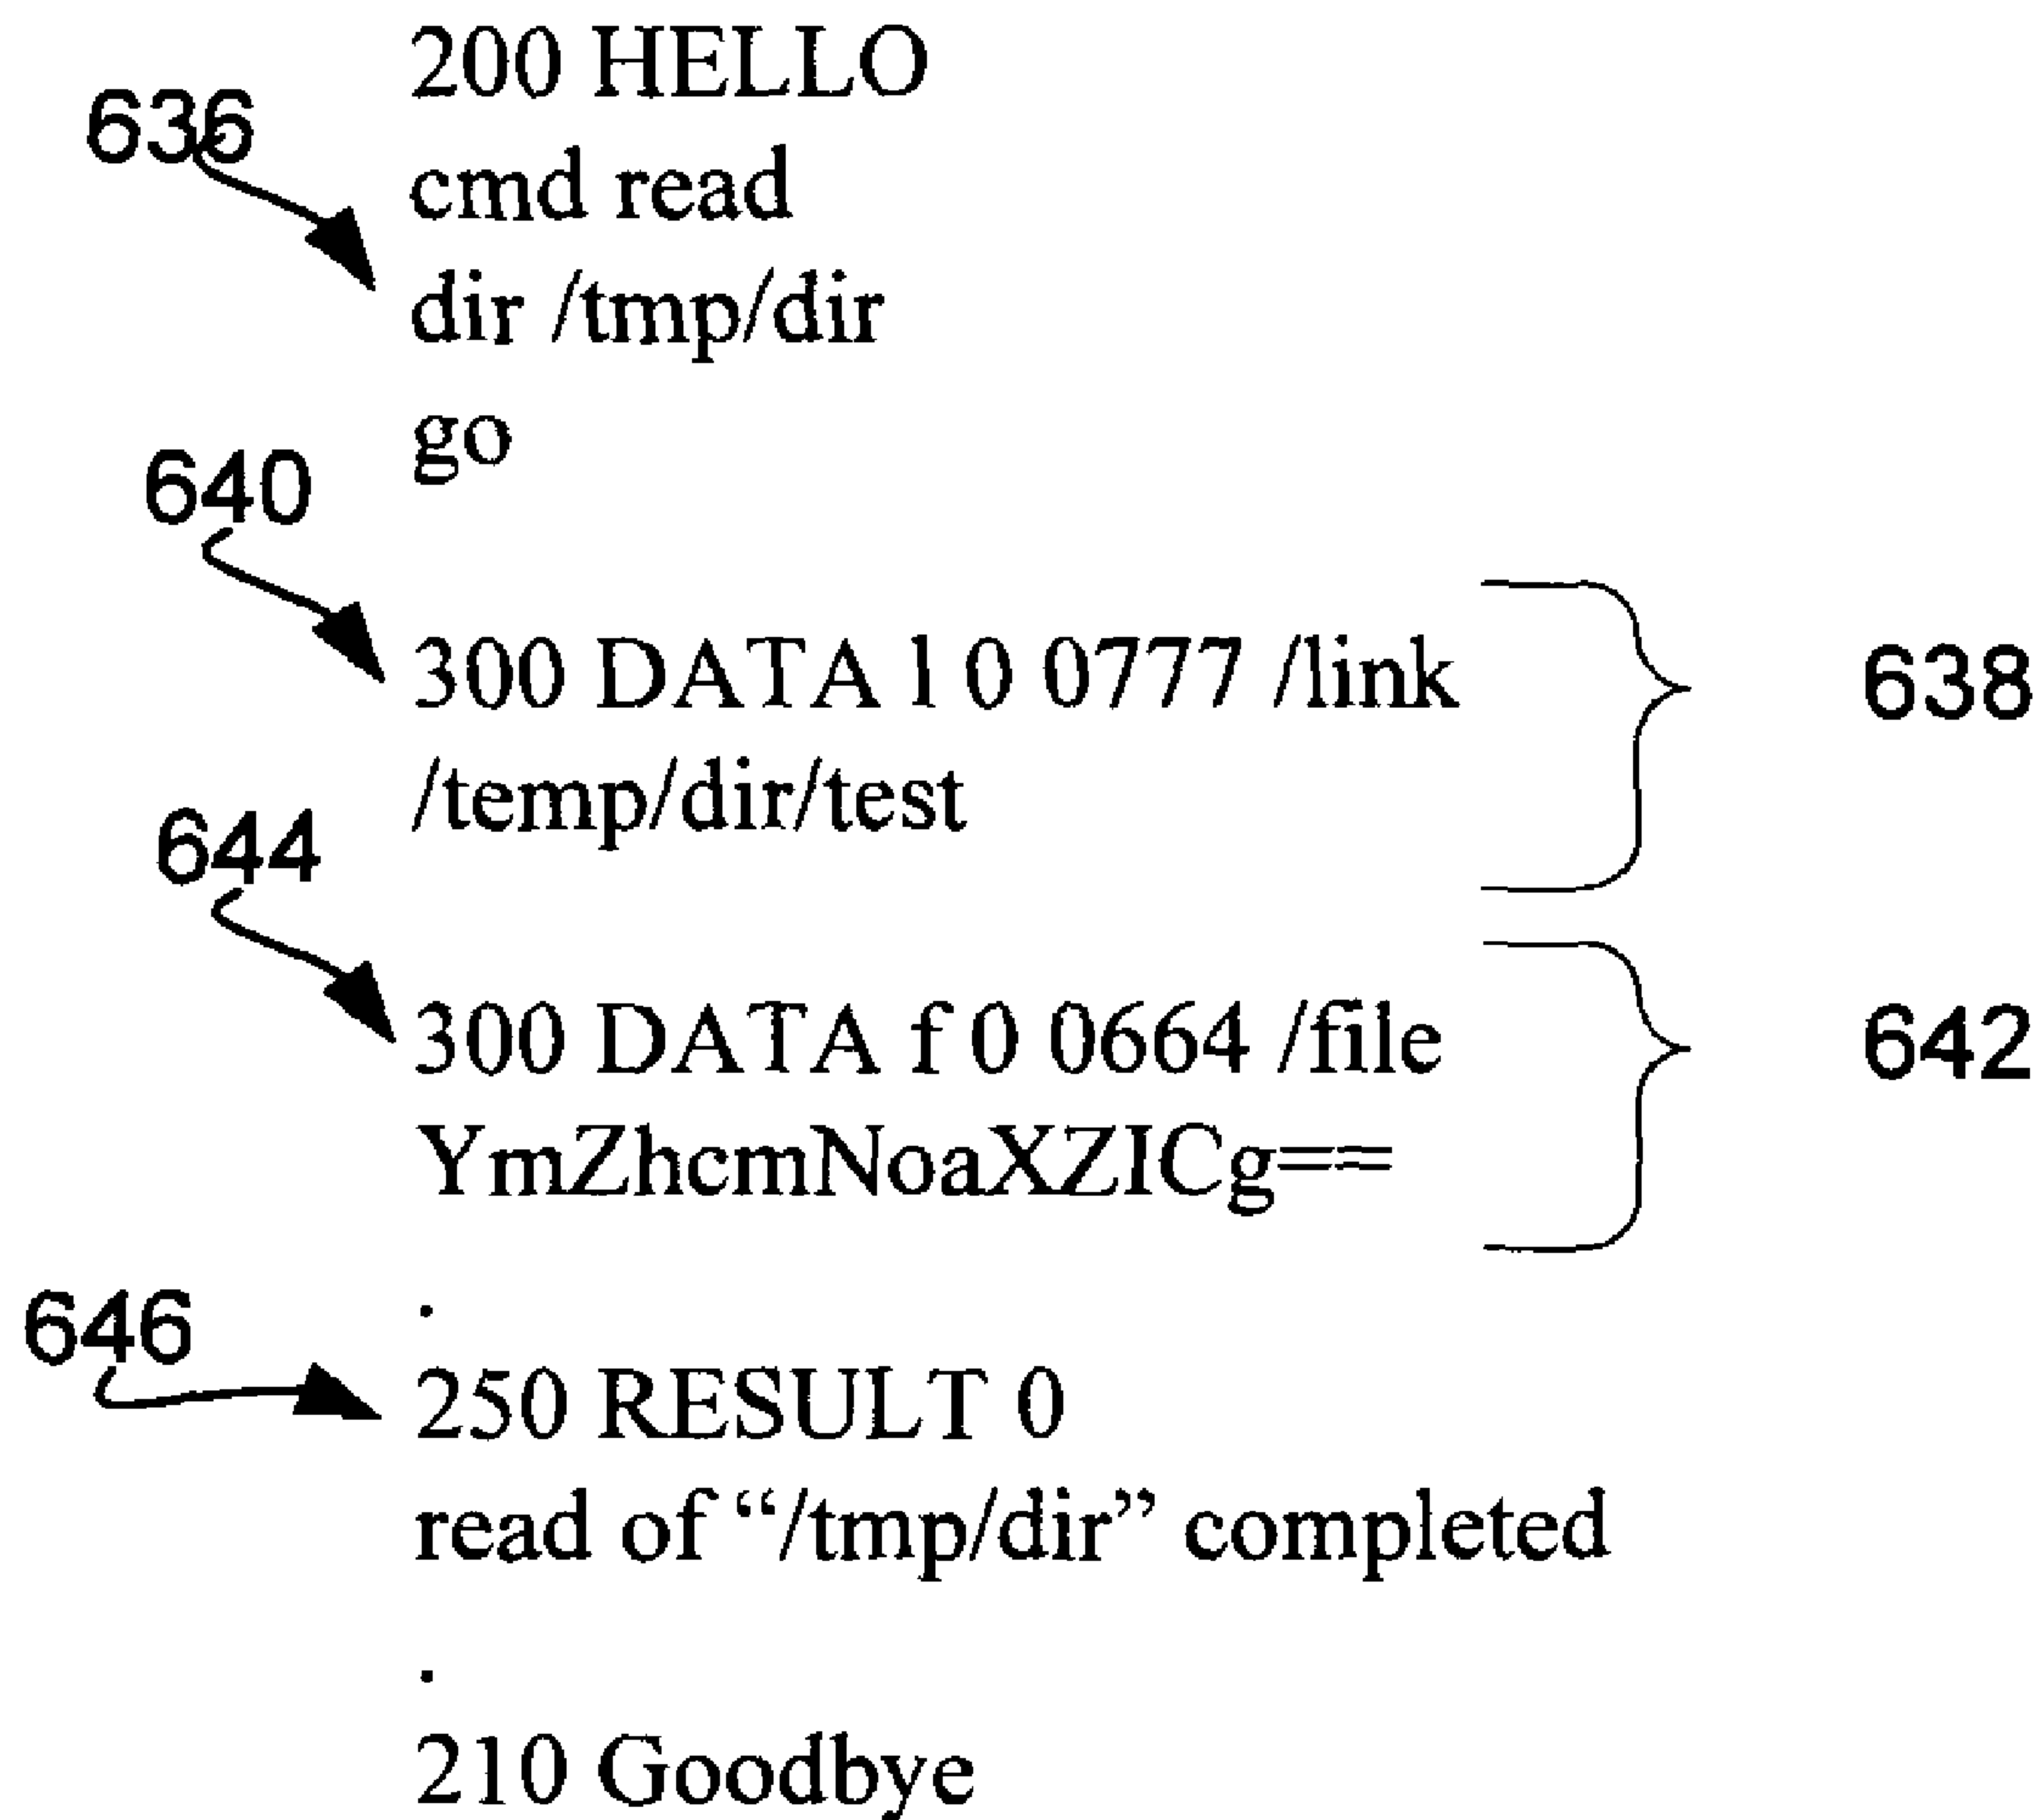 200 HELLO
636
cmd read
dir /tmp/dir
go
640
300 DATA l 0 0777 /link
638
/temp/dir/test
644
300 DATA f 0 0664 /file
642
YmZhcmNoaXZlICg==
.
646
250 RESULT 0
read of “/tmp/dir” completed
.
210 Goodbye